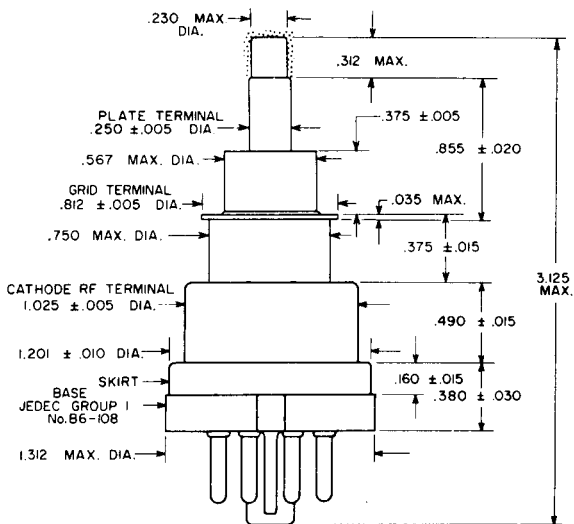 .230 MAX.
DIA.
.312 MAX.
PLATE TERMINAL
.250 ±.005 DIA.
.375 ±.005
.567 MAX. DIA.
.855 ±.020
GRID TERMINAL
.812 ±.005 DIA.
.035 MAX.
.750 MAX. DIA.
.375 ±.015
3.125
MAX.
CATHODE RF TERMINAL
1.025 ±.005 DIA.
.490 ±.015
1.201 ±.010 DIA.
SKIRT
.160 ±.015
BASE
JEDEC GROUP I
No. B6-108
.380 ±.030
1.312 MAX. DIA.